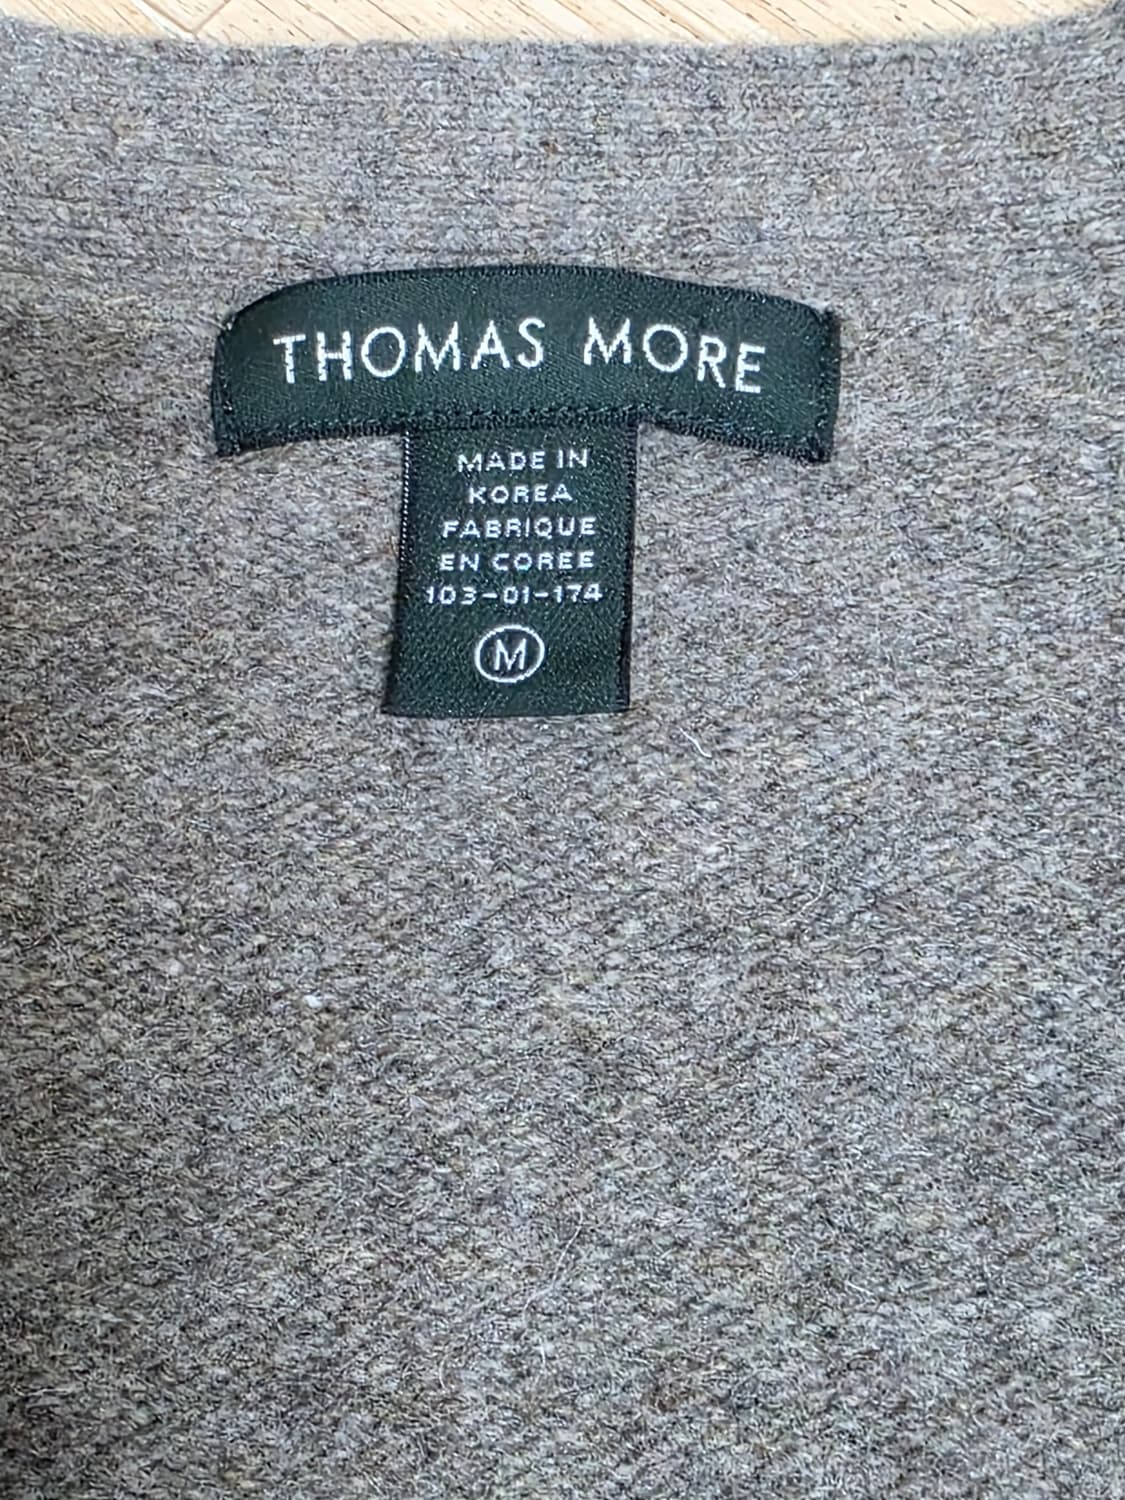 THOMAS MORE
MADE IN
KOREA
FABRIQUE
EN COREE
103-01-174
M